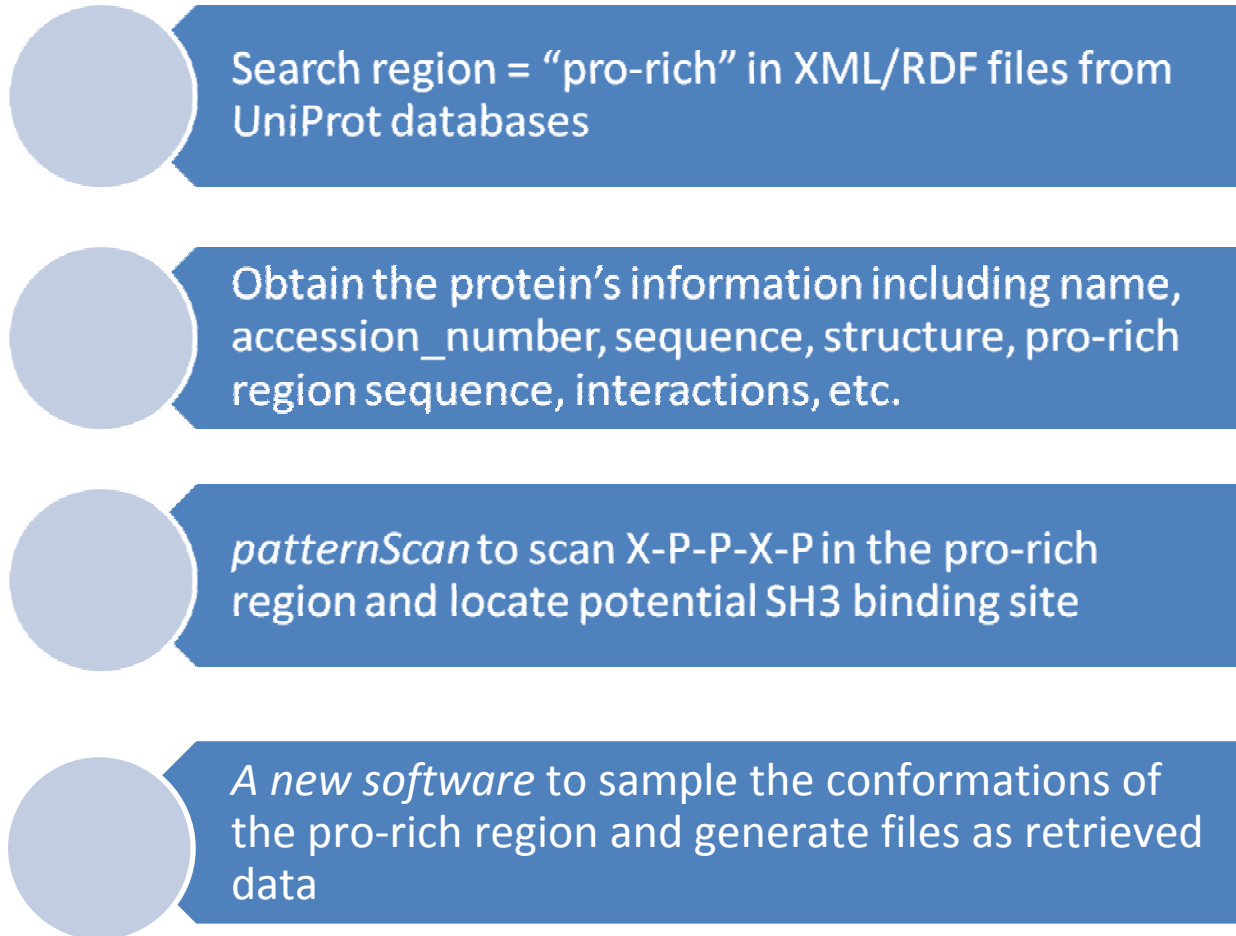 Search region = “pro-rich” in XML/RDF files from
UniProt databases
Obtain the protein’s information including name,
accession_number, sequence, structure, pro-rich
region sequence, interactions, etc.
patternScan to scan X-P-P-X-P in the pro-rich
region and locate potential SH3 binding site
A new software to sample the conformations of
the pro-rich region and generate files as retrieved
data